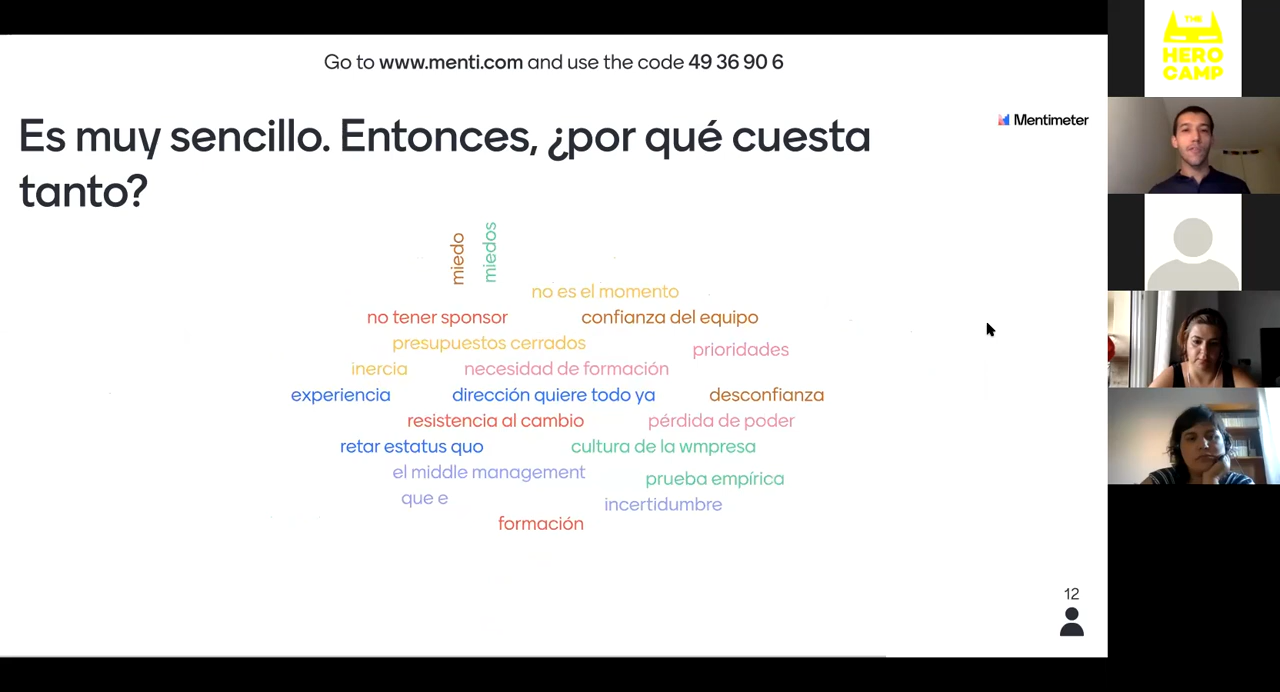 Go to www.menti.com and use the code 49 36 90 6
Mentimeter
Es muy sencillo. Entonces, ¿por qué cuesta
tanto?
miedo
miedos
no es el momento
no tener sponsor
confianza del equipo
presupuestos cerrados
prioridades
inercia
necesidad de formación
experiencia
dirección quiere todo ya
desconfianza
resistencia al cambio
pérdida de poder
retar estatus quo
cultura de la wmpresa
el middle management
prueba empírica
que e
incertidumbre
formación
12
THE
HERO
CAMP